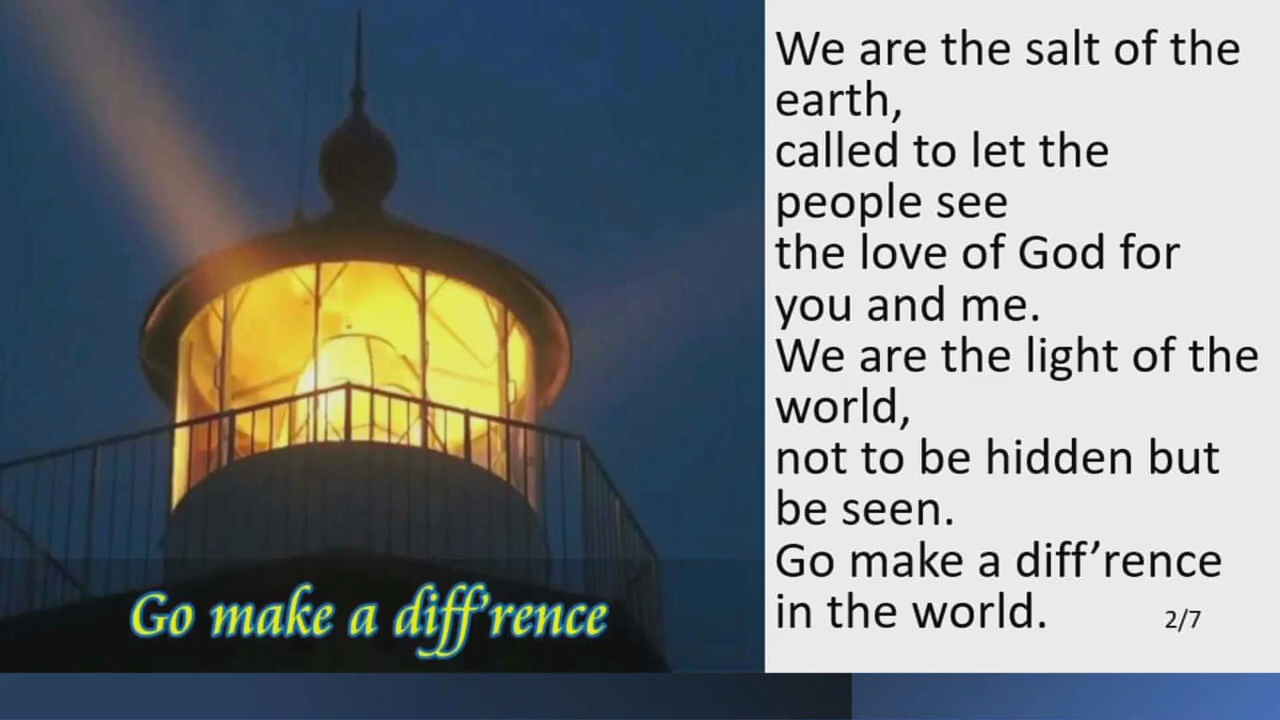 We are the salt of the
earth,
called to let the
people see
the love of God for
you and me.
We are the light of the
world,
not to be hidden but
be seen.
Go make a diff’rence
in the world.
2/7
Go make a diff’rence